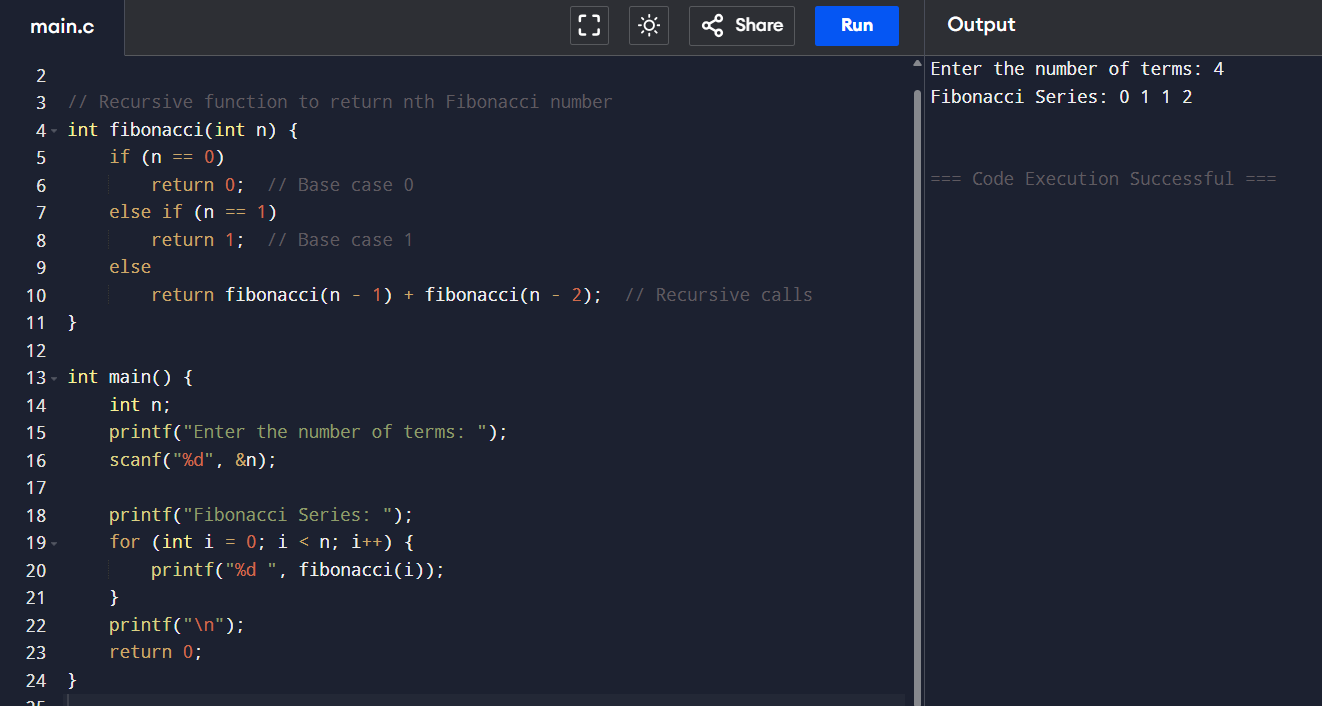 main.c
Share
Run
Output
2
3 // Recursive function to return nth Fibonacci number
4 int fibonacci(int n) {
5     if (n == 0)
6         return 0;  // Base case 0
7     else if (n == 1)
8         return 1;  // Base case 1
9     else
10         return fibonacci(n - 1) + fibonacci(n - 2);  // Recursive calls
11 }
12
13 int main() {
14     int n;
15     printf("Enter the number of terms: ");
16     scanf("%d", &n);
17
18     printf("Fibonacci Series: ");
19     for (int i = 0; i < n; i++) {
20         printf("%d ", fibonacci(i));
21     }
22     printf("\n");
23     return 0;
24 }
25
Enter the number of terms: 4
Fibonacci Series: 0 1 1 2
=== Code Execution Successful ===